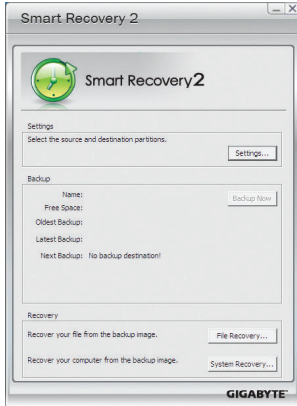 Smart Recovery 2
Smart Recovery2
Settings
Select the source and destination partitions.
Settings...
Backup
Name:
Backup Now
Free Space:
Oldest Backup:
Latest Backup:
Next Backup: No backup destination!
Recovery
Recover your file from the backup image.
File Recovery...
Recover your computer from the backup image.
System Recovery...
GIGABYTE™